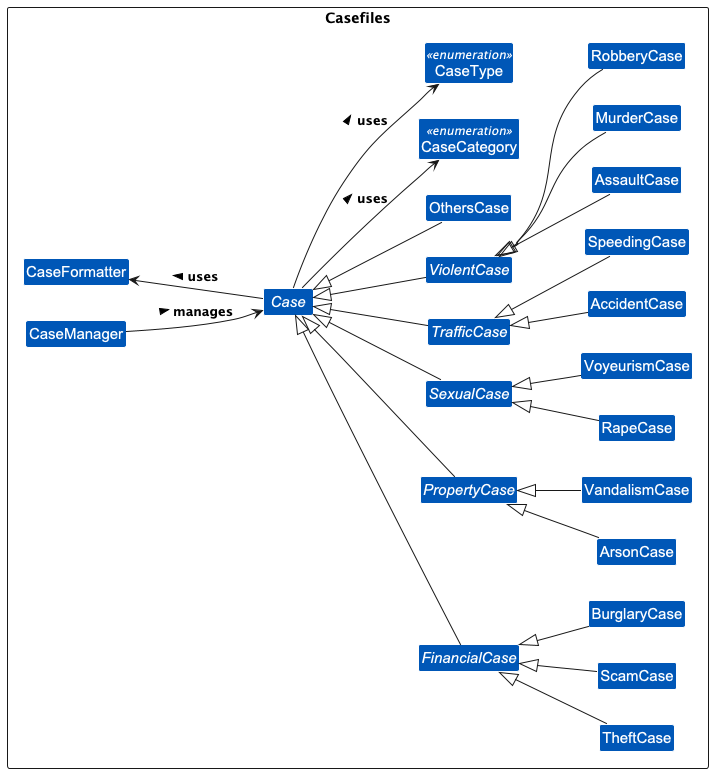 Casefiles
«enumeration»
CaseType
RobberyCase
uses
MurderCase
«enumeration»
CaseCategory
AssaultCase
uses
OthersCase
SpeedingCase
CaseFormatter
uses
ViolentCase
Case
AccidentCase
manages
CaseManager
TrafficCase
VoyeurismCase
SexualCase
RapeCase
PropertyCase
VandalismCase
ArsonCase
BurglaryCase
FinancialCase
ScamCase
TheftCase